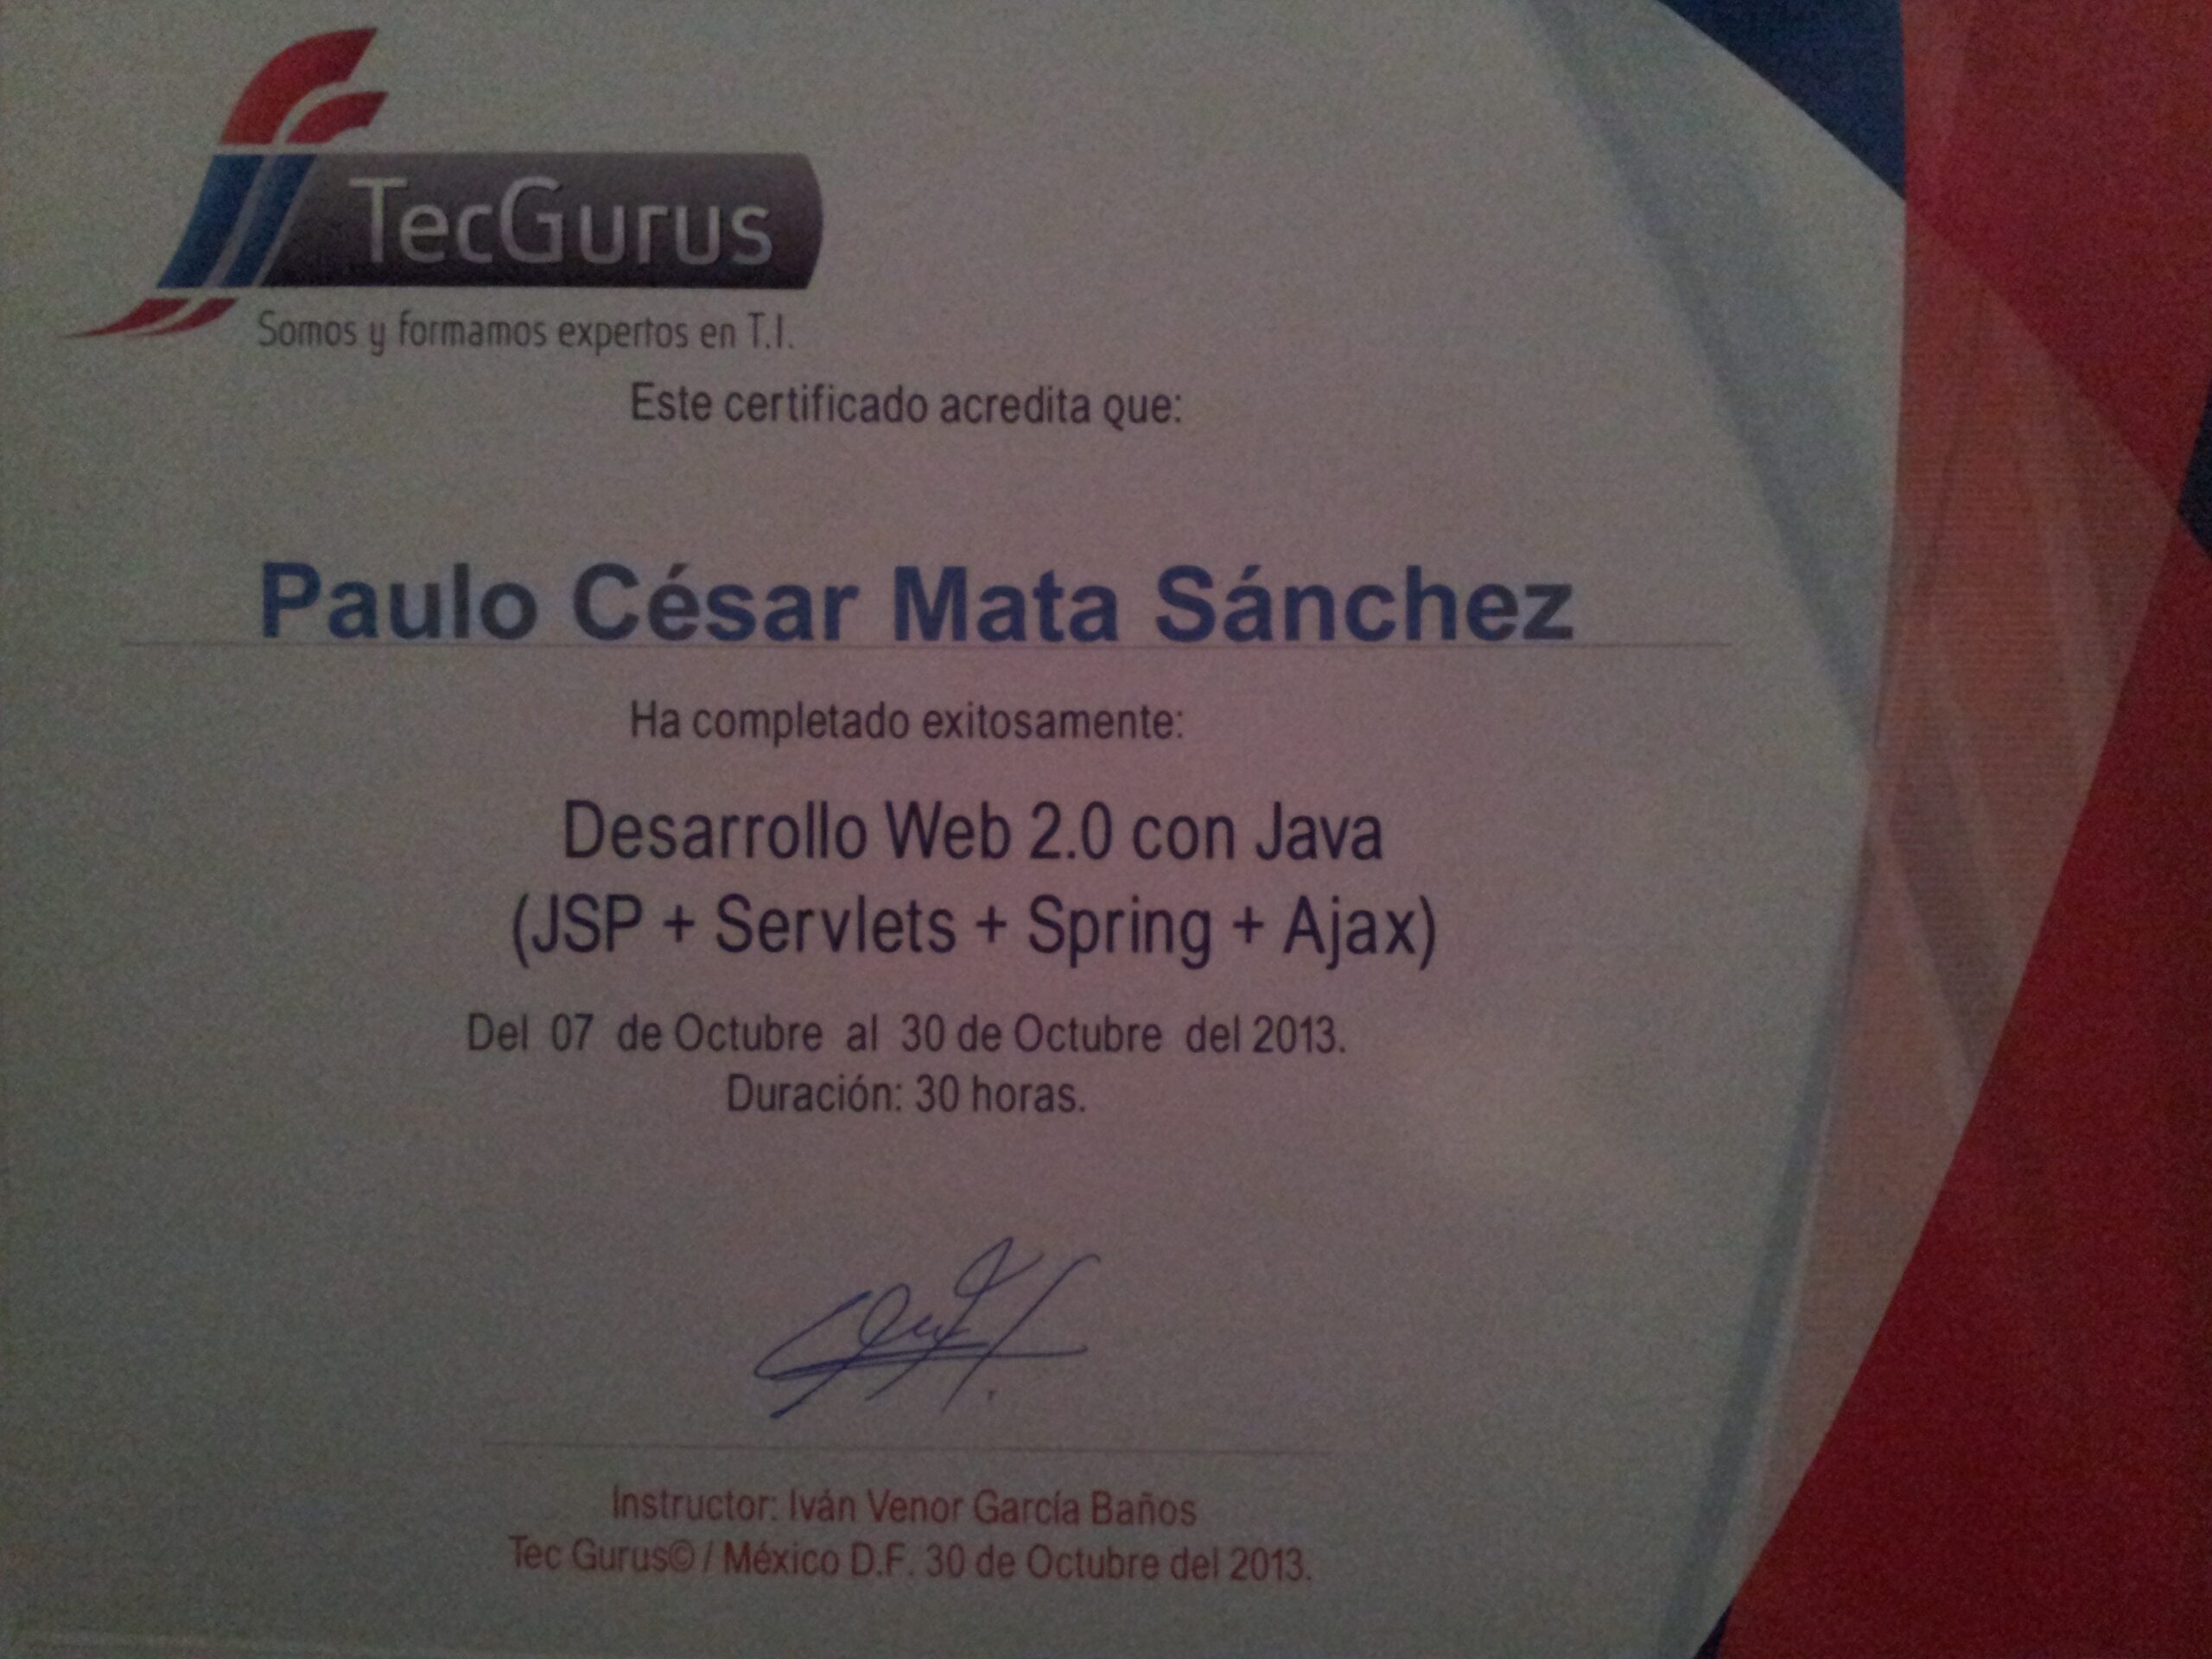 TecGurus
Somos y formamos expertos en T.I.
Este certificado acredita que:
Paulo César Mata Sánchez
Ha completado exitosamente:
Desarrollo Web 2.0 con Java
(JSP + Servlets + Spring + Ajax)
Del 07 de Octubre al 30 de Octubre del 2013.
Duración: 30 horas.
Instructor: Iván Venor García Baños
Tec Gurus© / México D.F. 30 de Octubre del 2013.